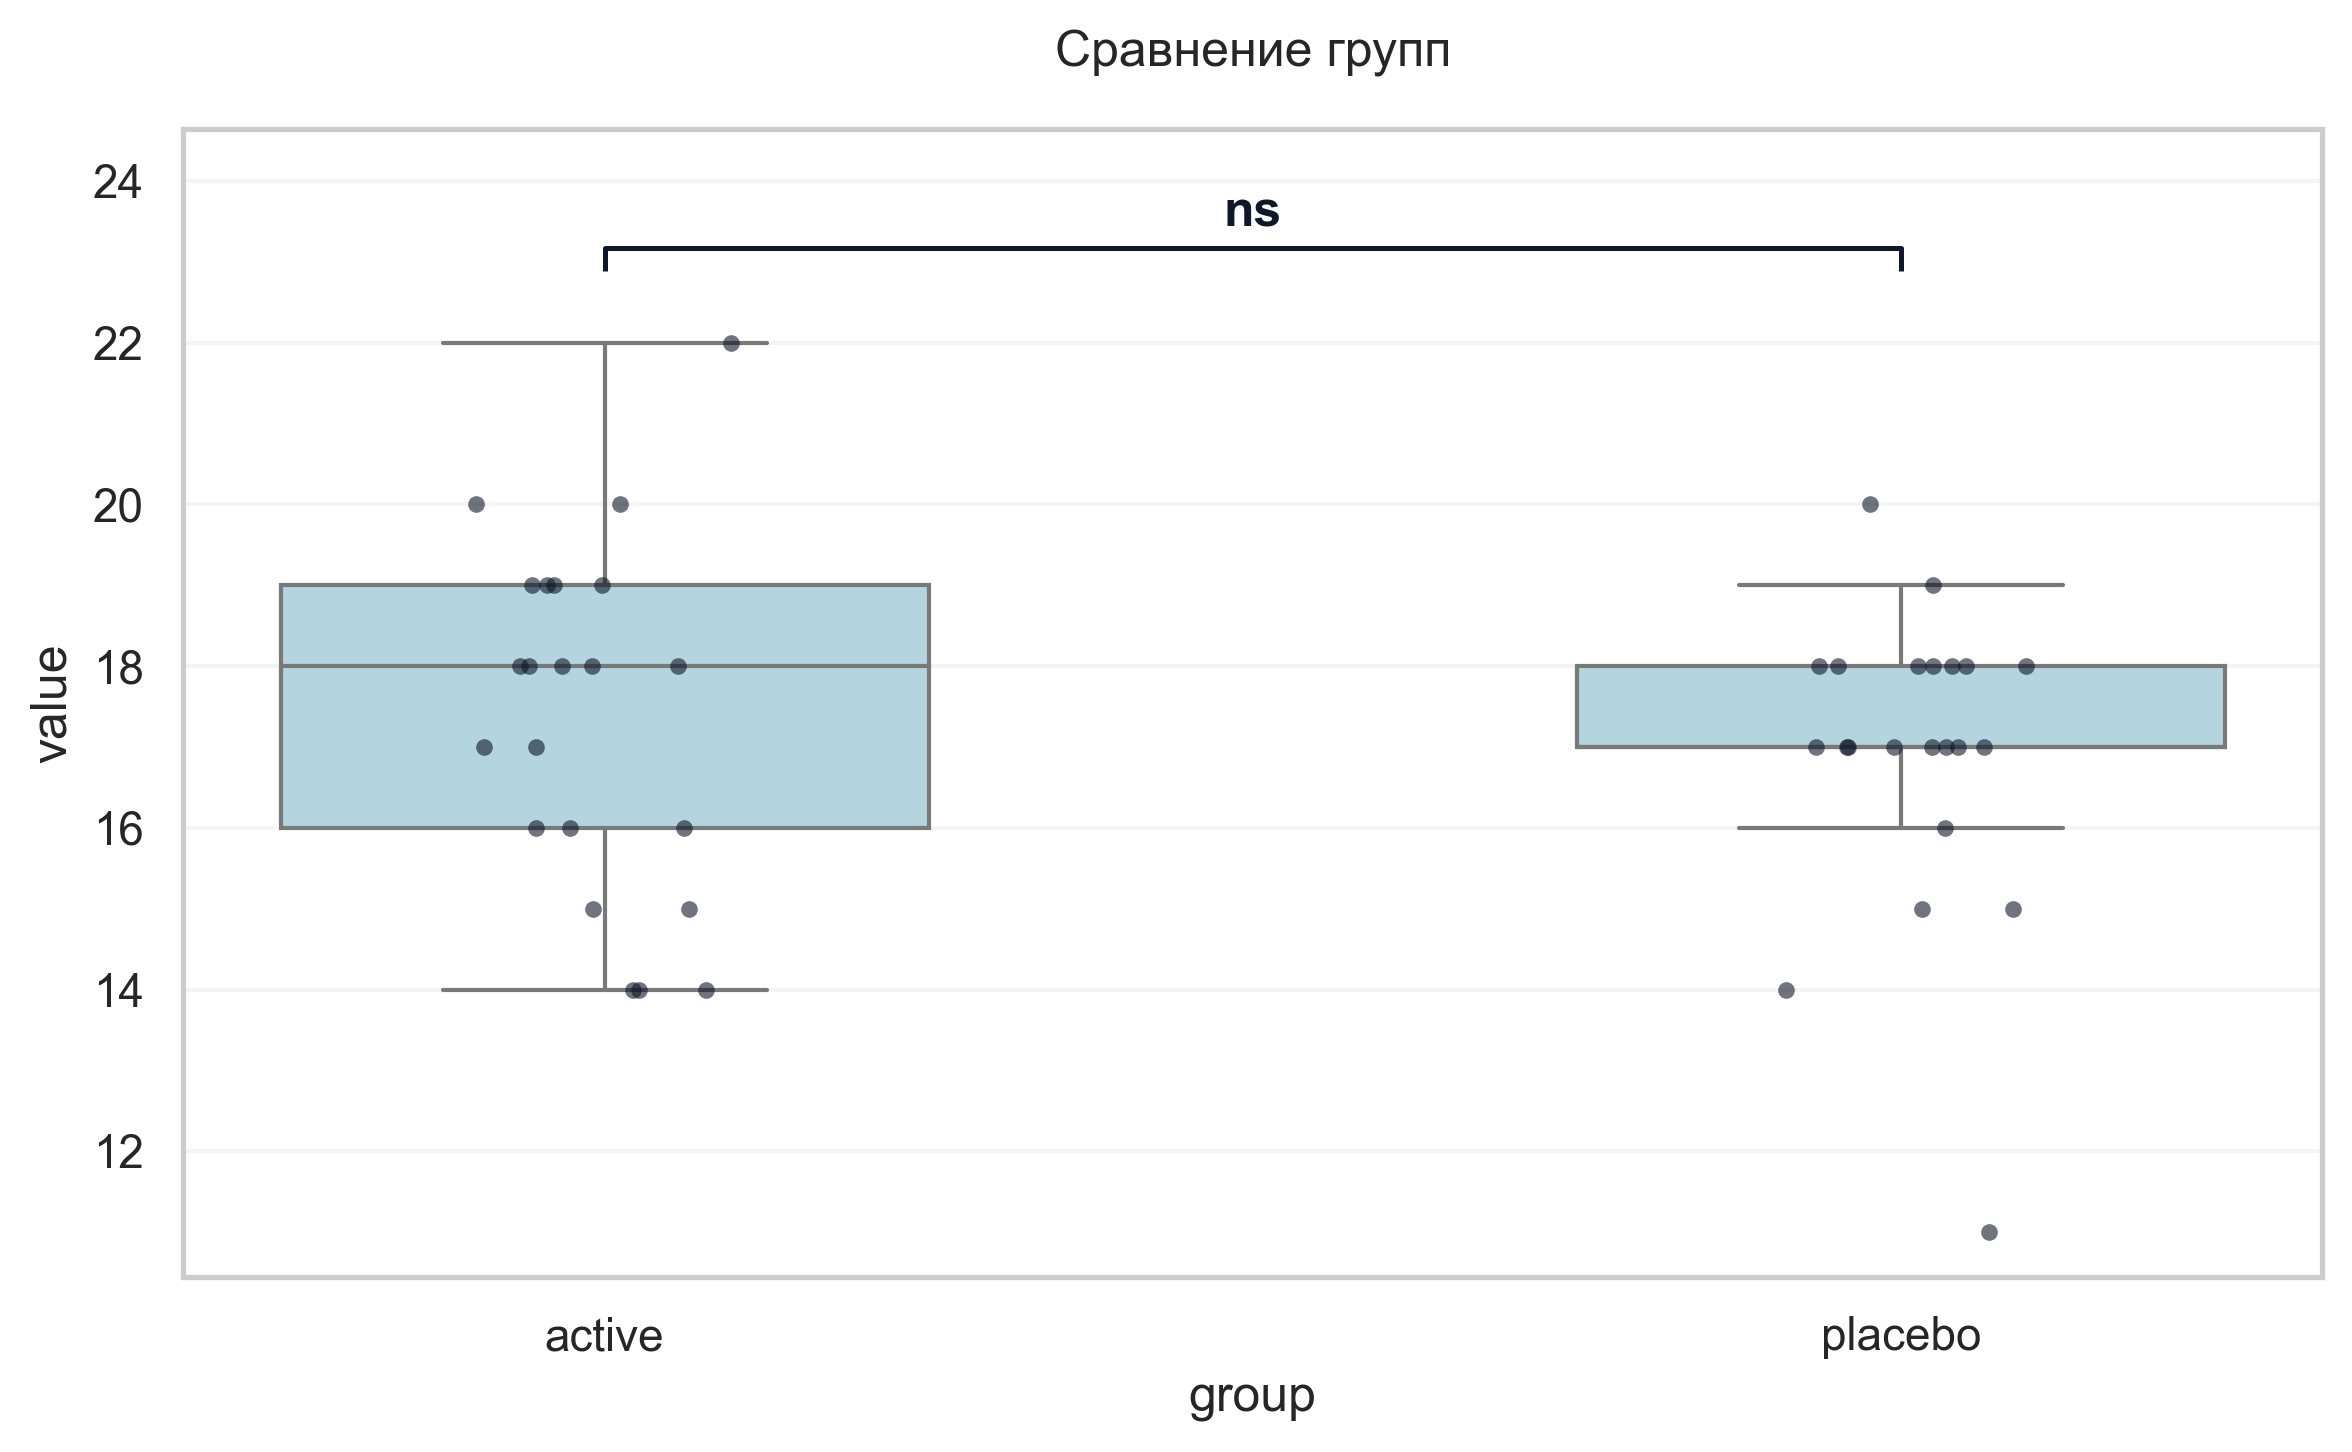 Сравнение групп
24
ns
22
20
18
16
14
12
value
active
placebo
group